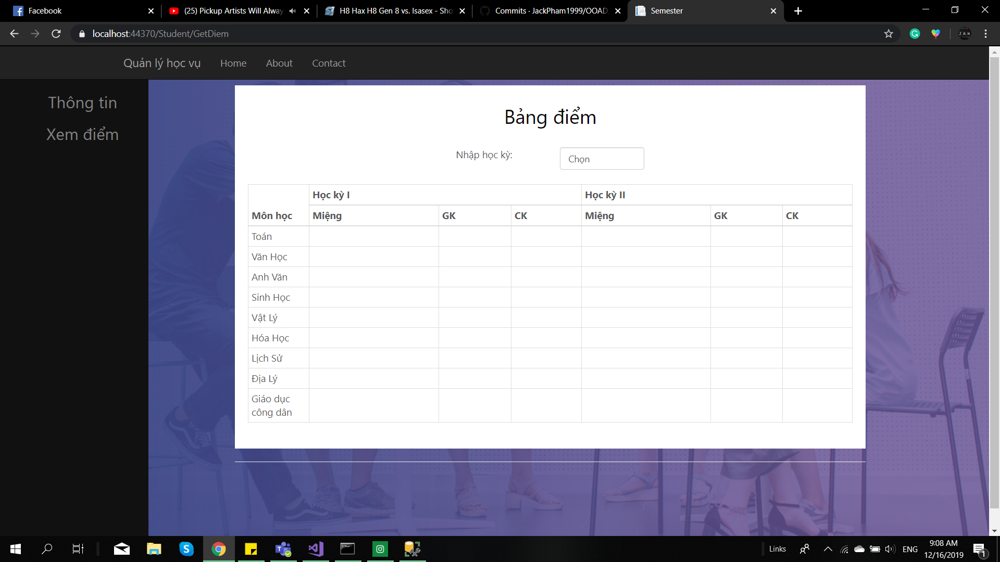 Facebook
(25) Pickup Artists Will Alway
H8 Hax H8 Gen 8 vs. Isasex - Sho
Commits · JackPham1999/OOAD_
Semester
localhost:44370/Student/GetDiem
J.A.N
Quản lý học vụ Home About Contact
Thông tin
Xem điểm
Bảng điểm
Nhập học kỳ: Chọn
Môn học Học kỳ I Học kỳ II
Miệng GK CK Miệng GK CK
Toán
Văn Học
Anh Văn
Sinh Học
Vật Lý
Hóa Học
Lịch Sử
Địa Lý
Giáo dục
công dân
Links ENG 9:08 AM
12/16/2019
1